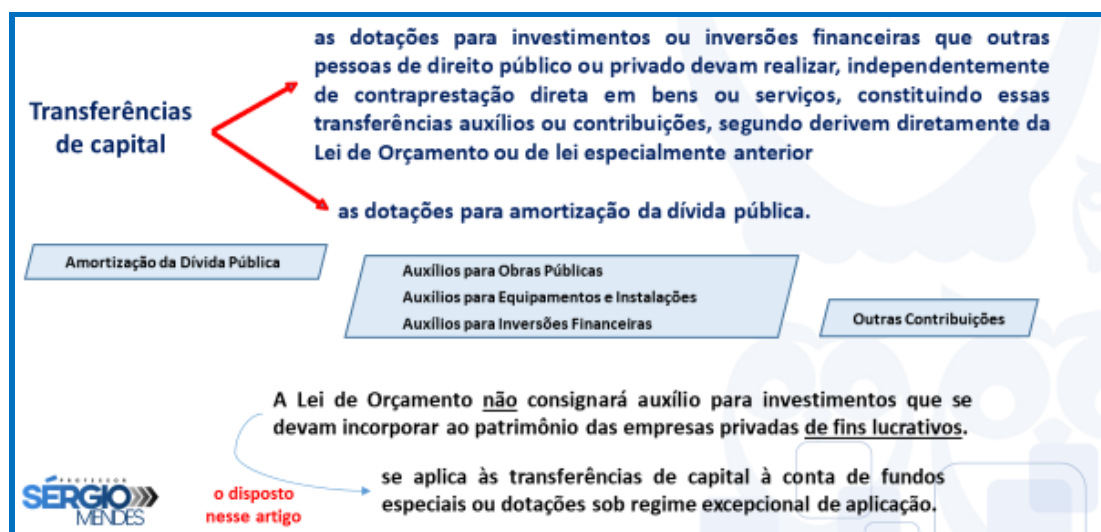 as dotações para investimentos ou inversões financeiras que outras
pessoas de direito público ou privado devam realizar, independentemente
de contraprestação direta em bens ou serviços, constituindo essas
transferências auxílios ou contribuições, segundo derivem diretamente da
Lei de Orçamento ou de lei especialmente anterior
Transferências
de capital
as dotações para amortização da dívida pública.
Amortização da Dívida Pública
Auxílios para Obras Públicas
Auxílios para Equipamentos e Instalações
Auxílios para Inversões Financeiras
Outras Contribuições
A Lei de Orçamento não consignará auxílio para investimentos que se
devam incorporar ao patrimônio das empresas privadas de fins lucrativos.
se aplica às transferências de capital à conta de fundos
especiais ou dotações sob regime excepcional de aplicação.
o disposto
nesse artigo
PROFESSOR
SÉRGIO
MENDES